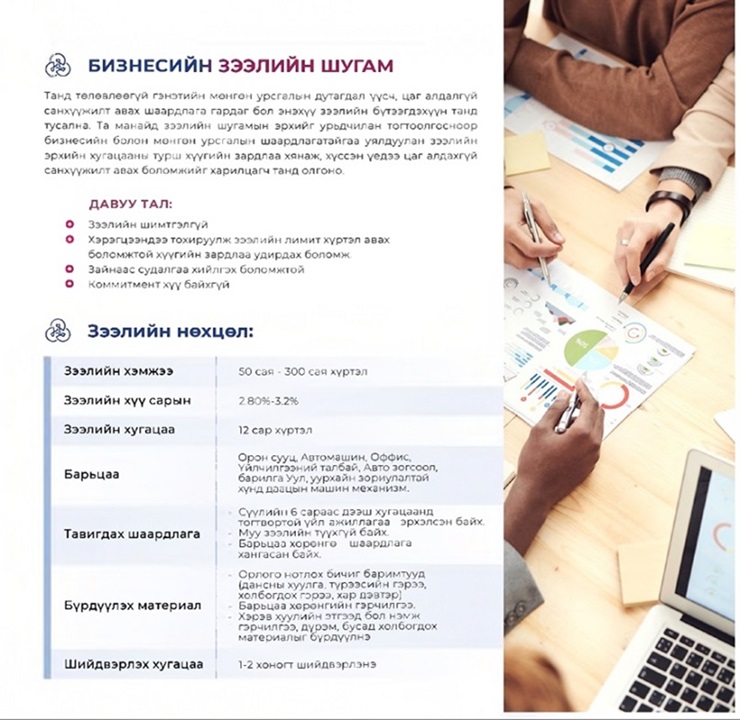 БИЗНЕСИЙН ЗЭЭЛИЙН ШУГАМ
Танд төлөвлөөгүй гэнэтийн мөнгөн урсгалын дутагдал үүсч, цаг алдалгүй
санхүүжилт авах шаардлага гардаг бол энэхүү зээлийн бүтээгдэхүүн танд
тусална. Та манайд зээлийн шугамын эрхийг урьдчилан тогтоолгосноор
бизнесийн болон мөнгөн урсгалын шаардлагатайгаа уялдуулан зээлийн
эрхийн хугацааны турш хүүгийн зардлаа хянаж, хүссэн үедээ цаг алдахгүй
санхүүжилт авах боломжийг харилцагч танд олгоно.
ДАВУУ ТАЛ:
Зээлийн шимтгэлгүй
Хэрэгцээндээ тохируулж зээлийн лимит хүртэл авах
боломжтой хүүгийн зардлаа удирдах боломж.
Зайнаас судалгаа хийлгэх боломжтой
Коммитмент хүү байхгүй
Зээлийн нөхцөл:
Зээлийн хэмжээ 50 сая - 300 сая хүртэл
Зээлийн хүү сарын 2.80%-3.2%
Зээлийн хугацаа 12 сар хүртэл
Барьцаа
Орон сууц, Автомашин, Оффис,
Үйлчилгээний талбай, Авто зогсоол,
барилга Уул, уурхайн зориулалтай
хүнд даацын машин механизм.
Тавигдах шаардлага
- Сүүлийн 6 сараас дээш хугацаанд
тогтвортой үйл ажиллагаа эрхэлсэн байх.
- Муу зээлийн түүхгүй байх.
- Барьцаа хөрөнгө шаардлага
хангасан байх.
Бүрдүүлэх материал
- Орлого нотлох бичиг баримтууд
(дансны хуулга, түрээсийн гэрээ,
холбогдох гэрээ, хар дэвтэр)
- Барьцаа хөрөнгийн гэрчилгээ.
- Хэрэв хуулийн этгээд бол нэмж
гэрчилгээ, дүрэм, бусад холбогдох
материалыг бүрдүүлнэ
Шийдвэрлэх хугацаа 1-2 хоногт шийдвэрлэнэ
50%